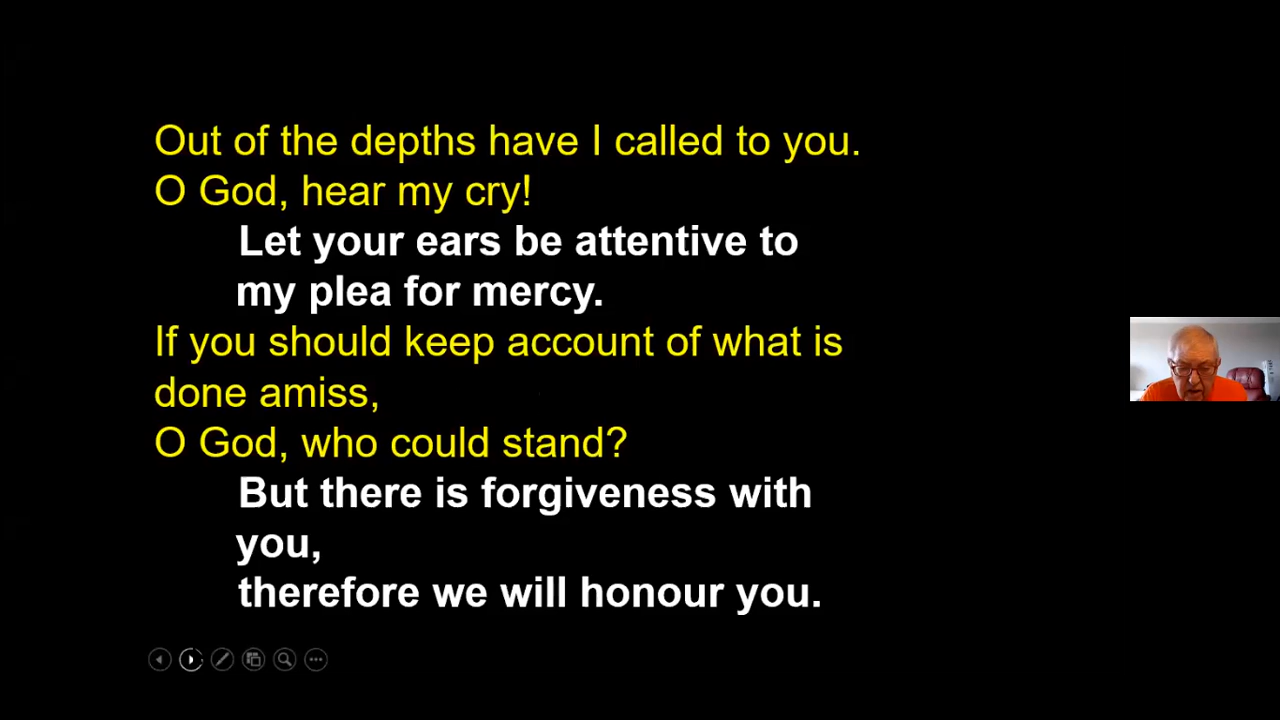 Out of the depths have I called to you.
O God, hear my cry!
Let your ears be attentive to
my plea for mercy.
If you should keep account of what is
done amiss,
O God, who could stand?
But there is forgiveness with
you,
therefore we will honour you.